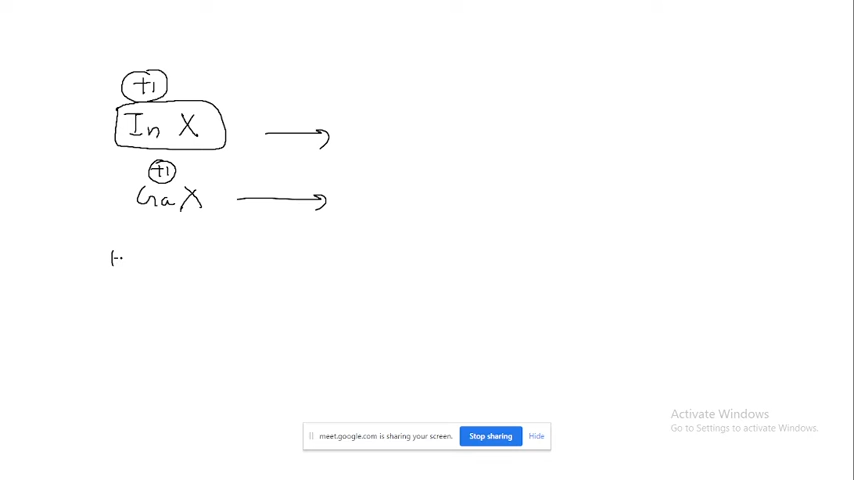 +1
In X
+1
Ga X
meet.google.com is sharing your screen. Stop sharing Hide
Activate Windows
Go to Settings to activate Windows.